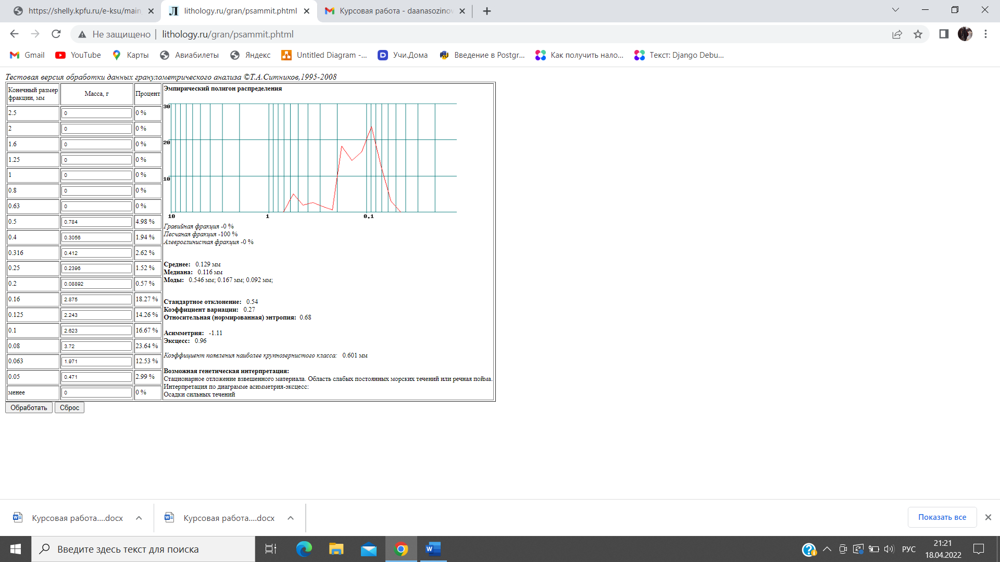 https://shelly.kpfu.ru/e-ksu/main
lithology.ru/gran/psammit.phtml
Курсовая работа - daanasozinov
Не защищено | lithology.ru/gran/psammit.phtml
Gmail YouTube Карты Авиабилеты Яндекс Untitled Diagram -... Учи.Дома Введение в Postgr... Как получить нало... Текст: Django Debu...
Тестовая версия обработки данных гранулометрического анализа ©Т.А.Ситников,1995-2008
Конечный размер фракции, мм Масса, г Процент
2.5 0 0 %
2 0 0 %
1.6 0 0 %
1.25 0 0 %
1 0 0 %
0.8 0 0 %
0.63 0 0 %
0.5 0.784 4.98 %
0.4 0.3056 1.94 %
0.316 0.412 2.62 %
0.25 0.2396 1.52 %
0.2 0.08892 0.57 %
0.16 2.875 18.27 %
0.125 2.243 14.26 %
0.1 2.623 16.67 %
0.08 3.72 23.64 %
0.063 1.971 12.53 %
0.05 0.471 2.99 %
менее 0 0 %
Обработать Сброс
Эмпирический полигон распределения
30
20
10
10 1 0.1
Гравийная фракция -0 %
Песчаная фракция -100 %
Алевроглинистая фракция -0 %
Среднее: 0.129 мм
Медиана: 0.116 мм
Моды: 0.546 мм; 0.167 мм; 0.092 мм;
Стандартное отклонение: 0.54
Коэффициент вариации: 0.27
Относительная (нормированная) энтропия: 0.68
Асимметрия: -1.11
Эксцесс: 0.96
Коэффициент появления наиболее крупнозернистого класса: 0.601 мм
Возможная генетическая интерпретация:
Стационарное отложение взвешенного материала. Область слабых постоянных морских течений или речная пойма.
Интерпретация по диаграмме асимметрия-эксцесс:
Осадки сильных течений
Курсовая работа....docx
Курсовая работа....docx
Показать все
Введите здесь текст для поиска
РУС
21:21
18.04.2022